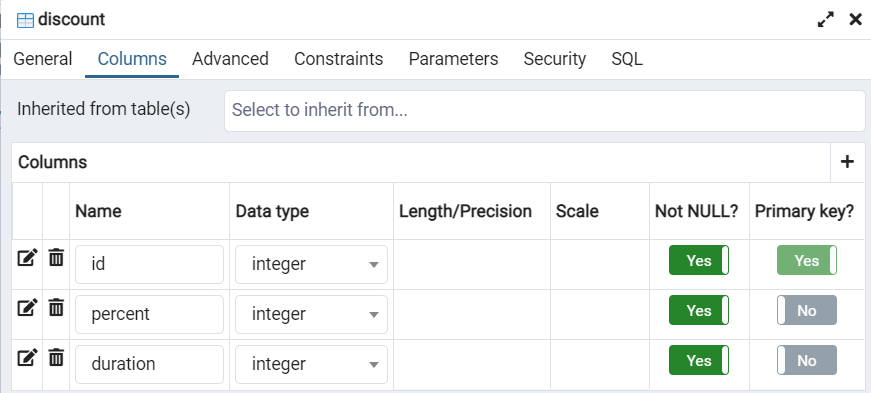 discount
General Columns Advanced Constraints Parameters Security SQL
Inherited from table(s) Select to inherit from...
Columns
Name Data type Length/Precision Scale Not NULL? Primary key?
id integer Yes Yes
percent integer Yes No
duration integer Yes No